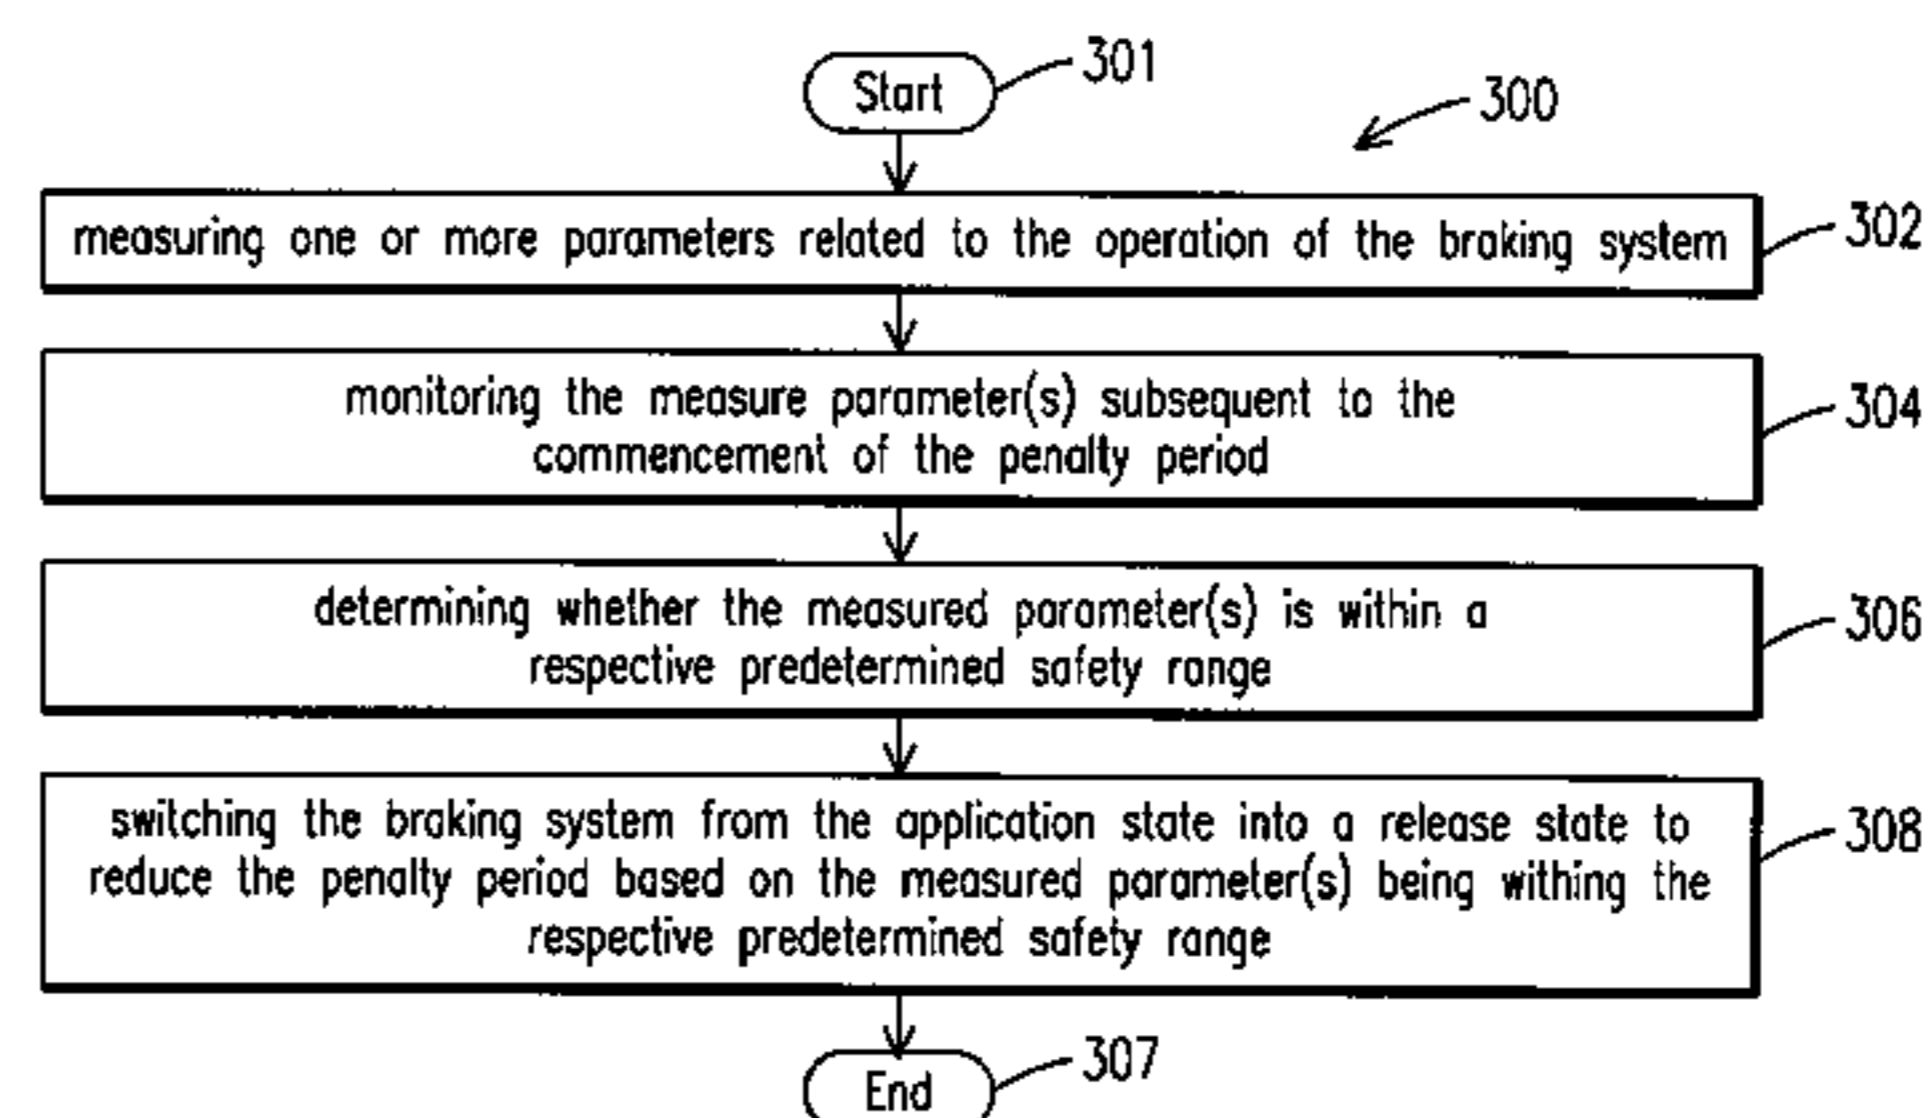 Start
301
300
measuring one or more parameters related to the operation of the braking system
302
monitoring the measure parameter(s) subsequent to the
commencement of the penalty period
304
determining whether the measured parameter(s) is within a
respective predetermined safety range
306
switching the braking system from the application state into a release state to
reduce the penalty period based on the measured parameter(s) being withing the
respective predetermined safety range
308
End
307